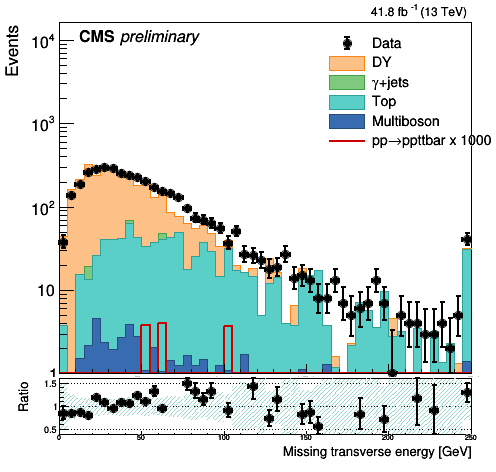 41.8 fb⁻¹ (13 TeV)
CMS preliminary
Events
Data
DY
γ+jets
Top
Multiboson
pp→ppttbar x 1000
10⁴
10³
10²
10
1
Ratio
1.5
1
0.5
0 50 100 150 200 250
Missing transverse energy [GeV]